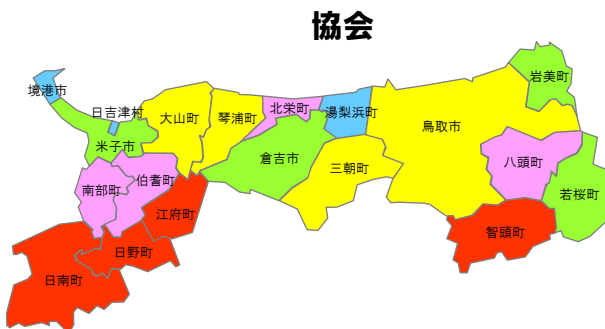 協会
境港市
日吉津村
米子市
大山町
琴浦町
北栄町
湯梨浜町
鳥取市
岩美町
倉吉市
三朝町
八頭町
若桜町
智頭町
南部町
伯耆町
江府町
日野町
日南町